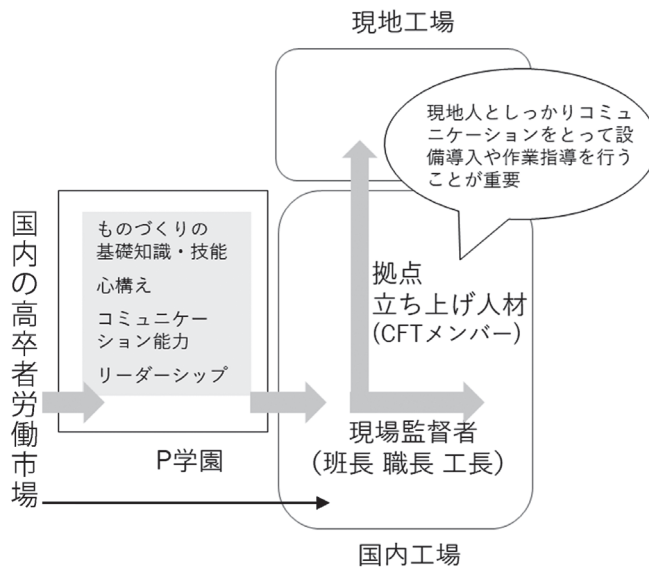 現地工場
現地人としっかりコミュ
ニケーションをとって設
備導入や作業指導を行う
ことが重要
国内の高卒者労働市場
ものづくりの
基礎知識・技能
心構え
コミュニケー
ション能力
リーダーシップ
P学園
拠点
立ち上げ人材
(CFTメンバー)
現場監督者
(班長 職長 工長)
国内工場